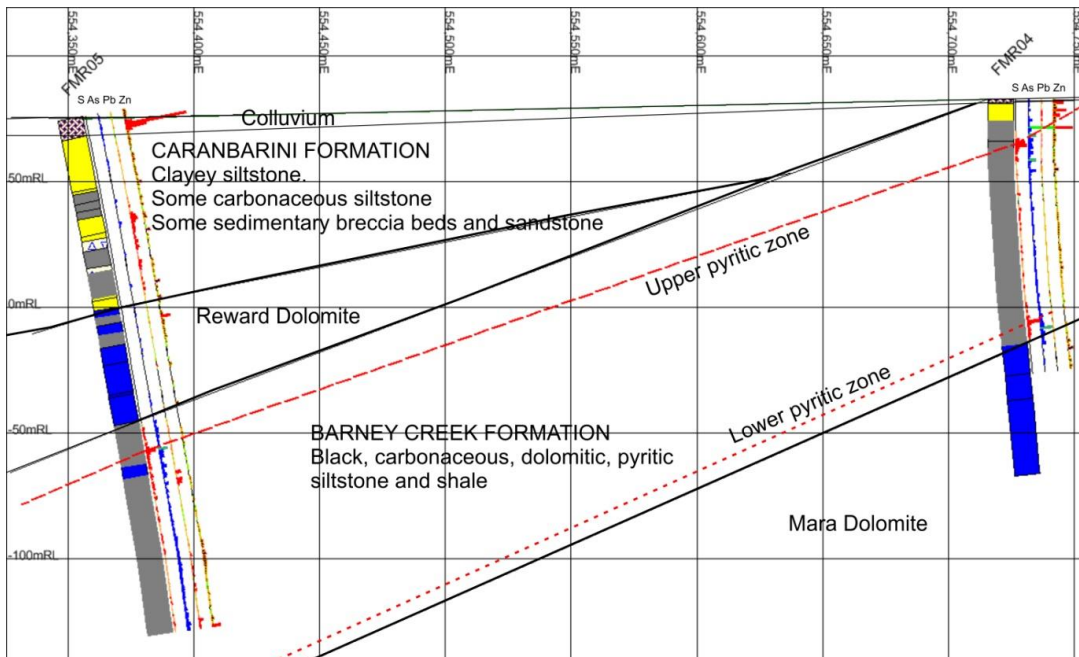 554,350mE
554,400mE
554,450mE
554,500mE
554,550mE
554,600mE
554,650mE
554,700mE
554,750mE
FMR05
FMR04
S As Pb Zn
S As Pb Zn
Colluvium
CARANBARINI FORMATION
Clayey siltstone.
Some carbonaceous siltstone
Some sedimentary breccia beds and sandstone
50mRL
Upper pyritic zone
0mRL
Reward Dolomite
-50mRL
Lower pyritic zone
BARNEY CREEK FORMATION
Black, carbonaceous, dolomitic, pyritic
siltstone and shale
Mara Dolomite
-100mRL